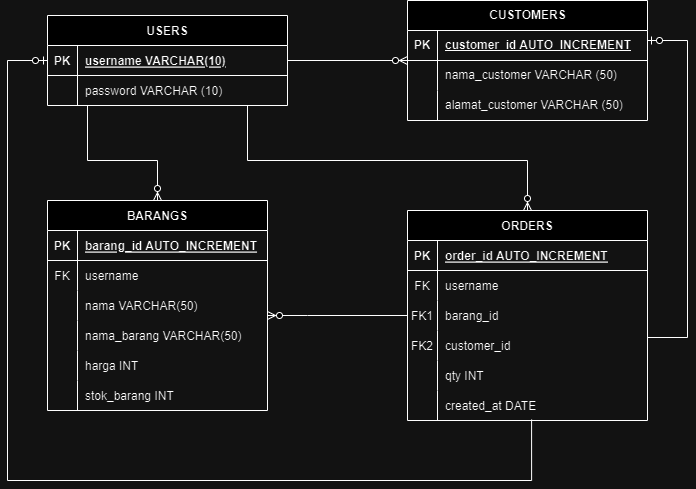 USERS
PK username VARCHAR(10)
password VARCHAR (10)
CUSTOMERS
PK customer_id AUTO_INCREMENT
nama_customer VARCHAR (50)
alamat_customer VARCHAR (50)
BARANGS
PK barang_id AUTO_INCREMENT
FK username
nama VARCHAR(50)
nama_barang VARCHAR(50)
harga INT
stok_barang INT
ORDERS
PK order_id AUTO_INCREMENT
FK username
FK1 barang_id
FK2 customer_id
qty INT
created_at DATE